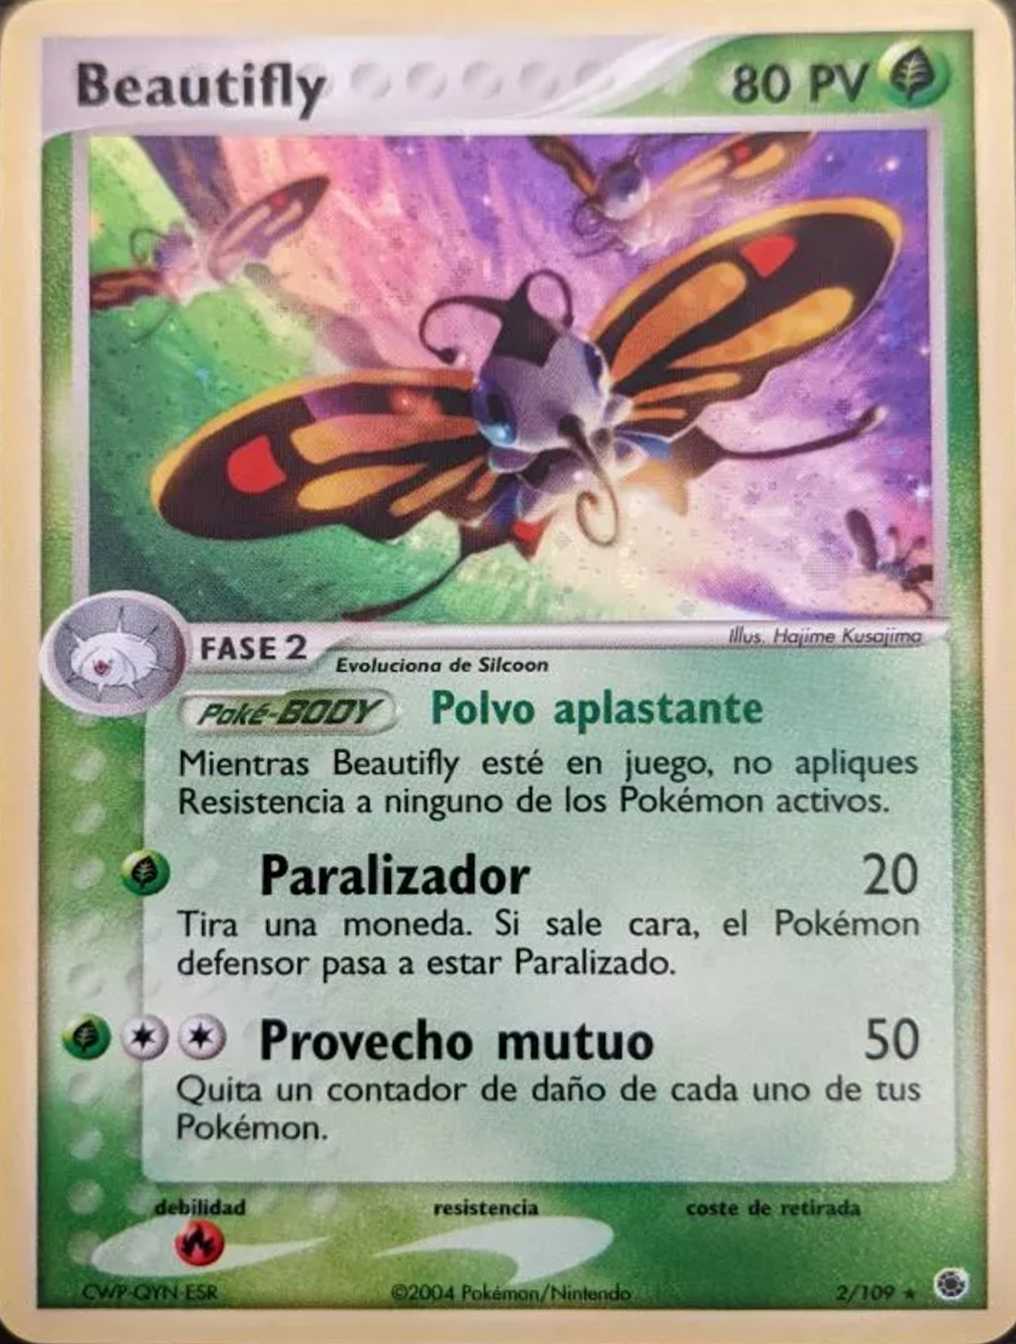 Beautifly 80 PV
Illus. Hajime Kusajima
FASE 2
Evoluciona de Silcoon
Poké-BODY Polvo aplastante
Mientras Beautifly esté en juego, no apliques
Resistencia a ninguno de los Pokémon activos.
Paralizador 20
Tira una moneda. Si sale cara, el Pokémon
defensor pasa a estar Paralizado.
Provecho mutuo 50
Quita un contador de daño de cada uno de tus
Pokémon.
debilidad resistencia coste de retirada
CWP-QYN-ESR ©2004 Pokémon/Nintendo 2/109 ★